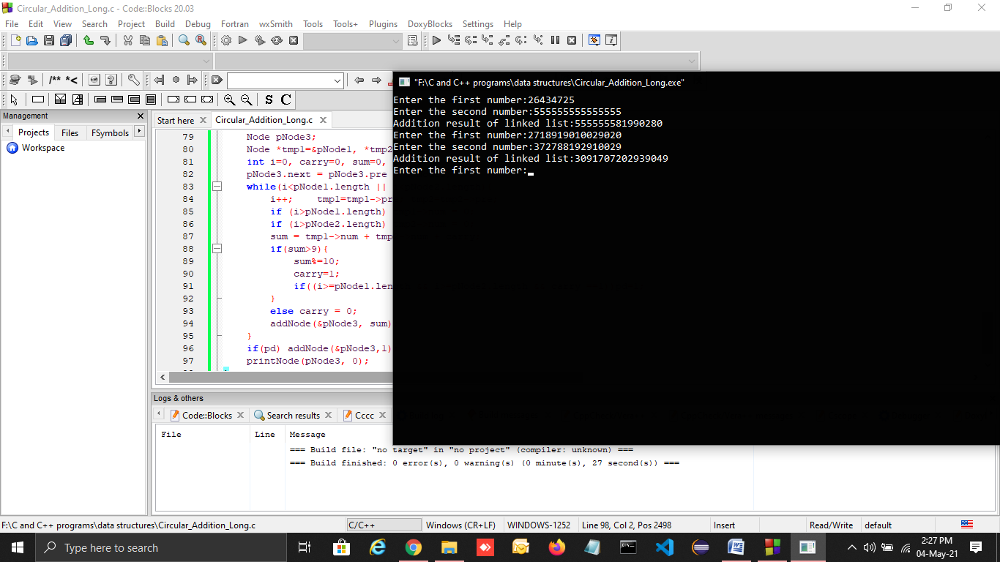 Circular_Addition_Long.c - Code::Blocks 20.03
File Edit View Search Project Build Debug Fortran wxSmith Tools Tools+ Plugins DoxyBlocks Settings Help
/** *<
S C
"F:\C and C++ programs\data structures\Circular_Addition_Long.exe"
Enter the first number:26434725
Enter the second number:555555555555555
Addition result of linked list:555555581990280
Enter the first number:2718919010029020
Enter the second number:372788192910029
Addition result of linked list:3091707202939049
Enter the first number:
Management
Projects Files FSymbols
Workspace
Start here Circular_Addition_Long.c
79 Node pNode3;
80 Node *tmp1=&pNode1, *tmp2
81 int i=0, carry=0, sum=0,
82 pNode3.next = pNode3.pre
83 while(i<pNode1.length ||
84 i++; tmp1=tmp1->pr
85 if (i>pNode1.length)
86 if (i>pNode2.length)
87 sum = tmp1->num + tmp
88 if(sum>9){
89 sum%=10;
90 carry=1;
91 if((i>=pNode1.len
92 }
93 else carry = 0;
94 addNode(&pNode3, sum)
95 }
96 if(pd) addNode(&pNode3,1)
97 printNode(pNode3, 0);
Logs & others
Code::Blocks Search results Cccc
File Line Message
=== Build file: "no target" in "no project" (compiler: unknown) ===
=== Build finished: 0 error(s), 0 warning(s) (0 minute(s), 27 second(s)) ===
F:\C and C++ programs\data structures\Circular_Addition_Long.c C/C++ Windows (CR+LF) WINDOWS-1252 Line 98, Col 2, Pos 2498 Insert Read/Write default
Type here to search
2:27 PM
04-May-21